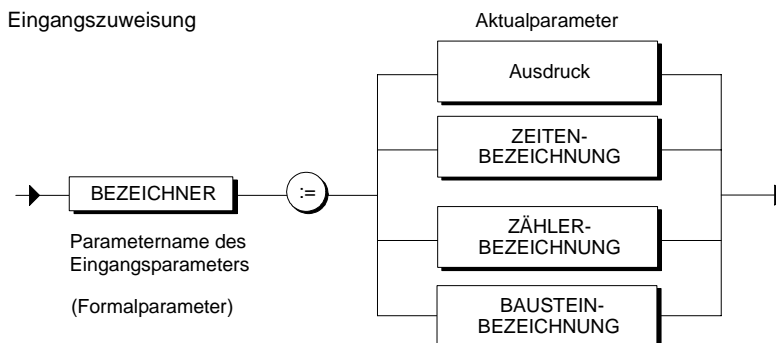 Eingangszuweisung
Aktualparameter
Ausdruck
ZEITEN-
BEZEICHNUNG
BEZEICHNER
:=
ZÄHLER-
BEZEICHNUNG
Parametername des
Eingangsparameters
(Formalparameter)
BAUSTEIN-
BEZEICHNUNG